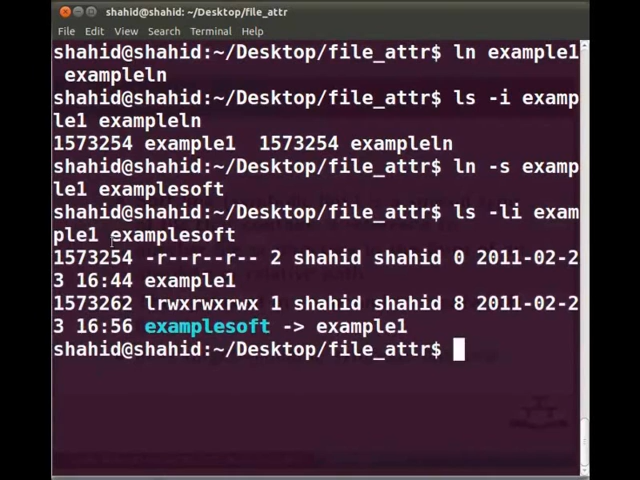 shahid@shahid: ~/Desktop/file_attr
File Edit View Search Terminal Help
shahid@shahid:~/Desktop/file_attr$ ln example1
 exampleln
shahid@shahid:~/Desktop/file_attr$ ls -i examp
le1 exampleln
1573254 example1  1573254 exampleln
shahid@shahid:~/Desktop/file_attr$ ln -s examp
le1 examplesoft
shahid@shahid:~/Desktop/file_attr$ ls -li exam
ple1 examplesoft
1573254 -r--r--r-- 2 shahid shahid 0 2011-02-2
3 16:44 example1
1573262 lrwxrwxrwx 1 shahid shahid 8 2011-02-2
3 16:56 examplesoft -> example1
shahid@shahid:~/Desktop/file_attr$